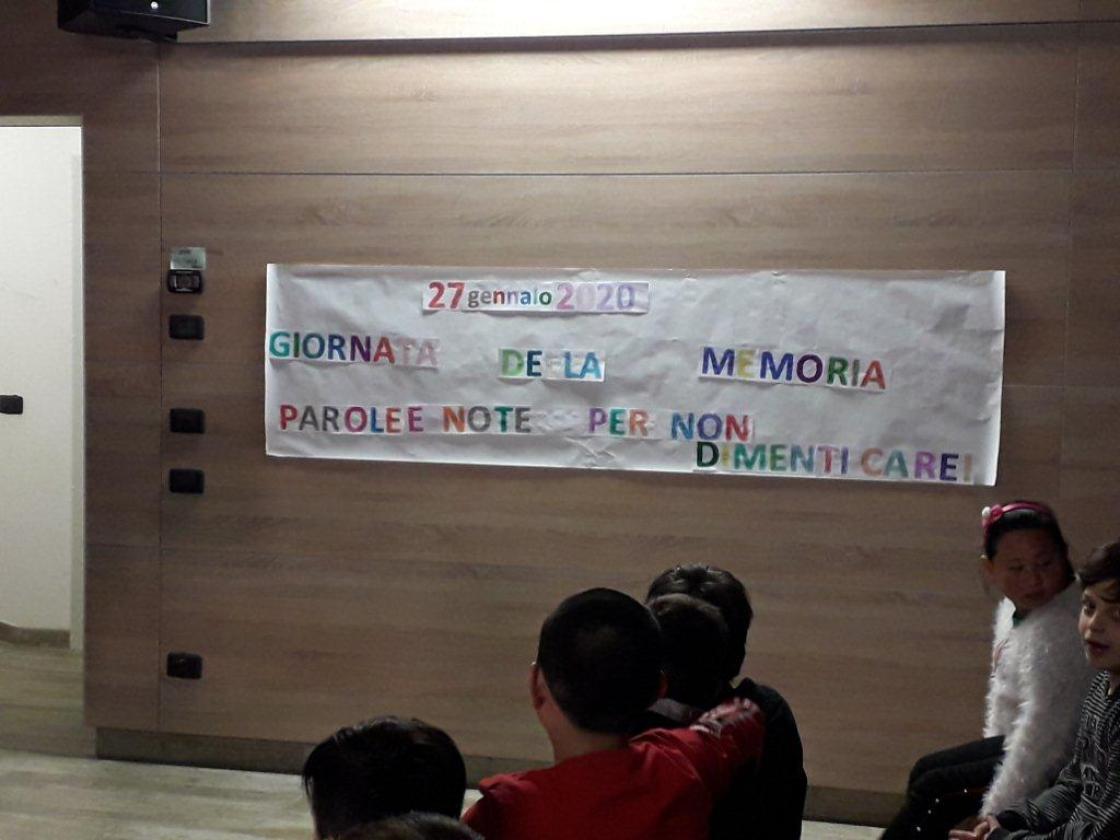 27 gennaio 2020
GIORNATA DELLA MEMORIA
PAROLE E NOTE PER NON
DIMENTICARE!